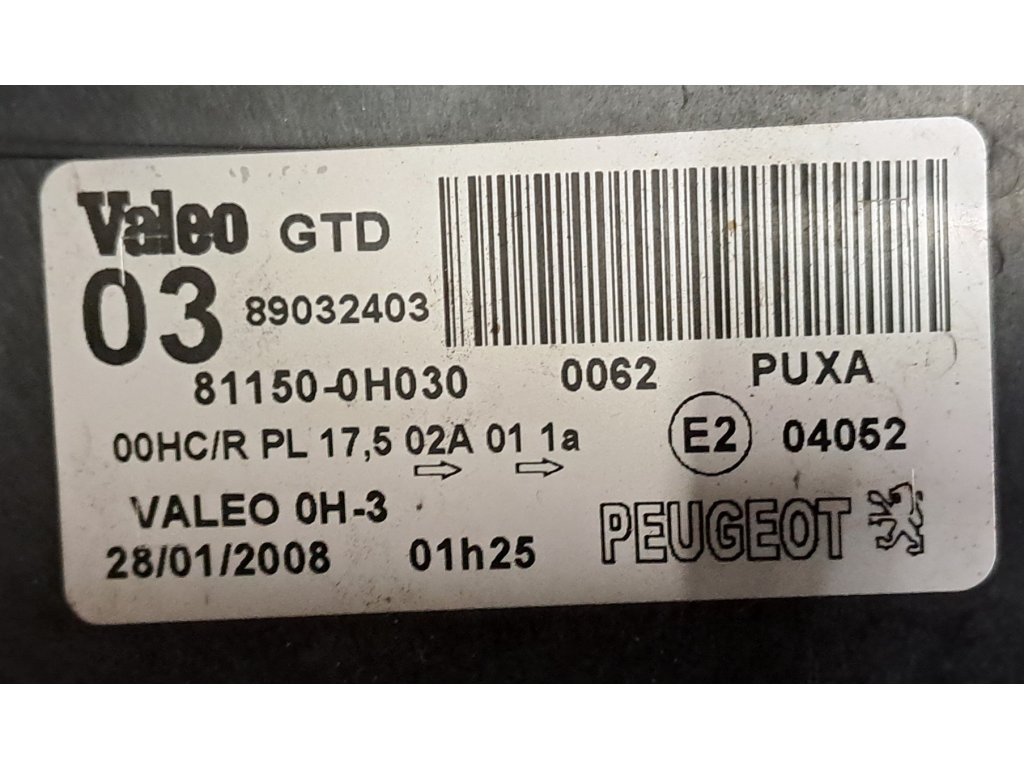 Valeo GTD
03 89032403
81150-0H030 0062 PUXA
00HC/R PL 17,5 02A 01 1a E2 04052
VALEO 0H-3 PEUGEOT
28/01/2008 01h25